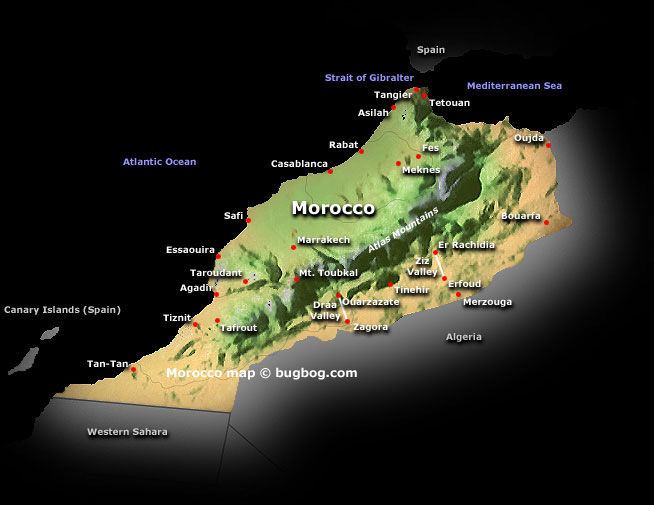 Spain
Strait of Gibralter
Mediterranean Sea
Tangier
Tetouan
Asilah
Oujda
Rabat
Fes
Casablanca
Meknes
Atlantic Ocean
Morocco
Safi
Bouarfa
Atlas Mountains
Marrakech
Er Rachidia
Essaouira
Ziz
Valley
Taroudant
Mt. Toubkal
Erfoud
Agadir
Tinehir
Merzouga
Ouarzazate
Draa
Valley
Canary Islands (Spain)
Tiznit
Tafrout
Zagora
Algeria
Tan-Tan
Morocco map © bugbog.com
Western Sahara